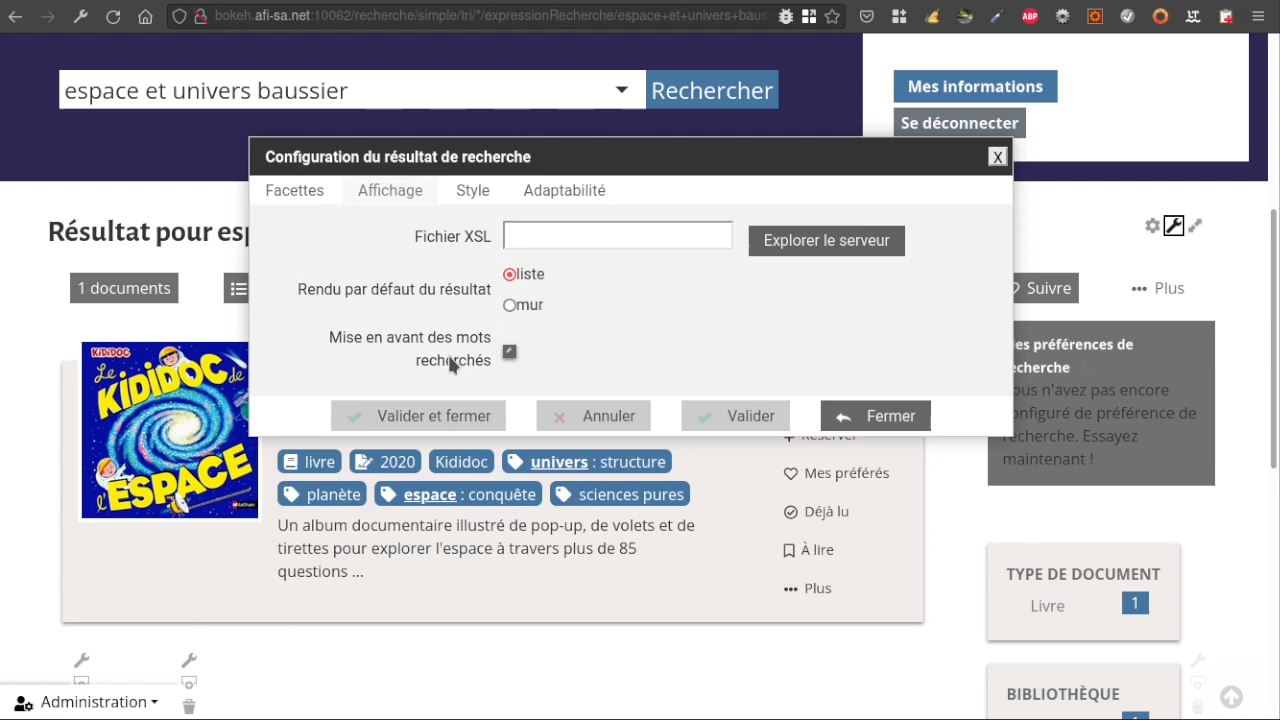 bokeh.afi-sa.net:10062/recherche/simple/tri/*/expressionRecherche/espace+et+univers+baus
espace et univers baussier
Rechercher
Mes informations
Se déconnecter
Configuration du résultat de recherche
X
Facettes
Affichage
Style
Adaptabilité
Fichier XSL
Explorer le serveur
Rendu par défaut du résultat
liste
mur
Mise en avant des mots
recherchés
Valider et fermer
Annuler
Valider
Fermer
Résultat pour esp
1 documents
Suivre
••• Plus
es préférences de
echerche
ous n'avez pas encore
onfiguré de préférence de
echerche. Essayez
maintenant !
KiDiDOC
Le KiDiDOC de
l'ESPACE
Nathan
livre
2020
Kididoc
univers : structure
planète
espace : conquête
sciences pures
Un album documentaire illustré de pop-up, de volets et de
tirettes pour explorer l'espace à travers plus de 85
questions ...
Réserver
Mes préférés
Déjà lu
À lire
••• Plus
TYPE DE DOCUMENT
Livre
1
BIBLIOTHÈQUE
Administration
ABP